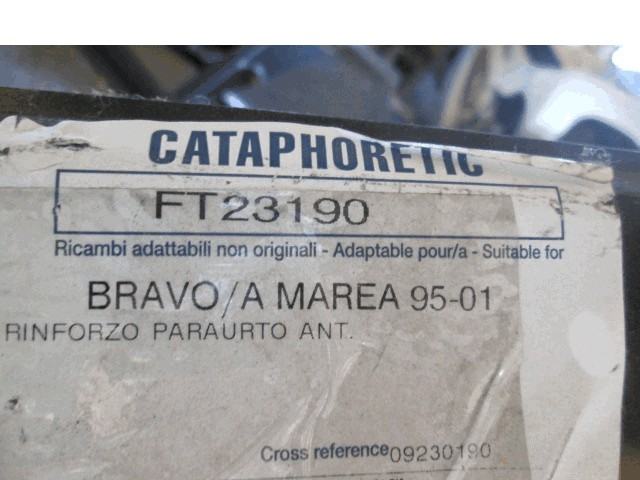 CATAPHORETIC
FT23190
Ricambi adattabili non originali - Adaptable pour/a - Suitable for
BRAVO/A MAREA 95-01
RINFORZO PARAURTO ANT.
Cross reference 09230190